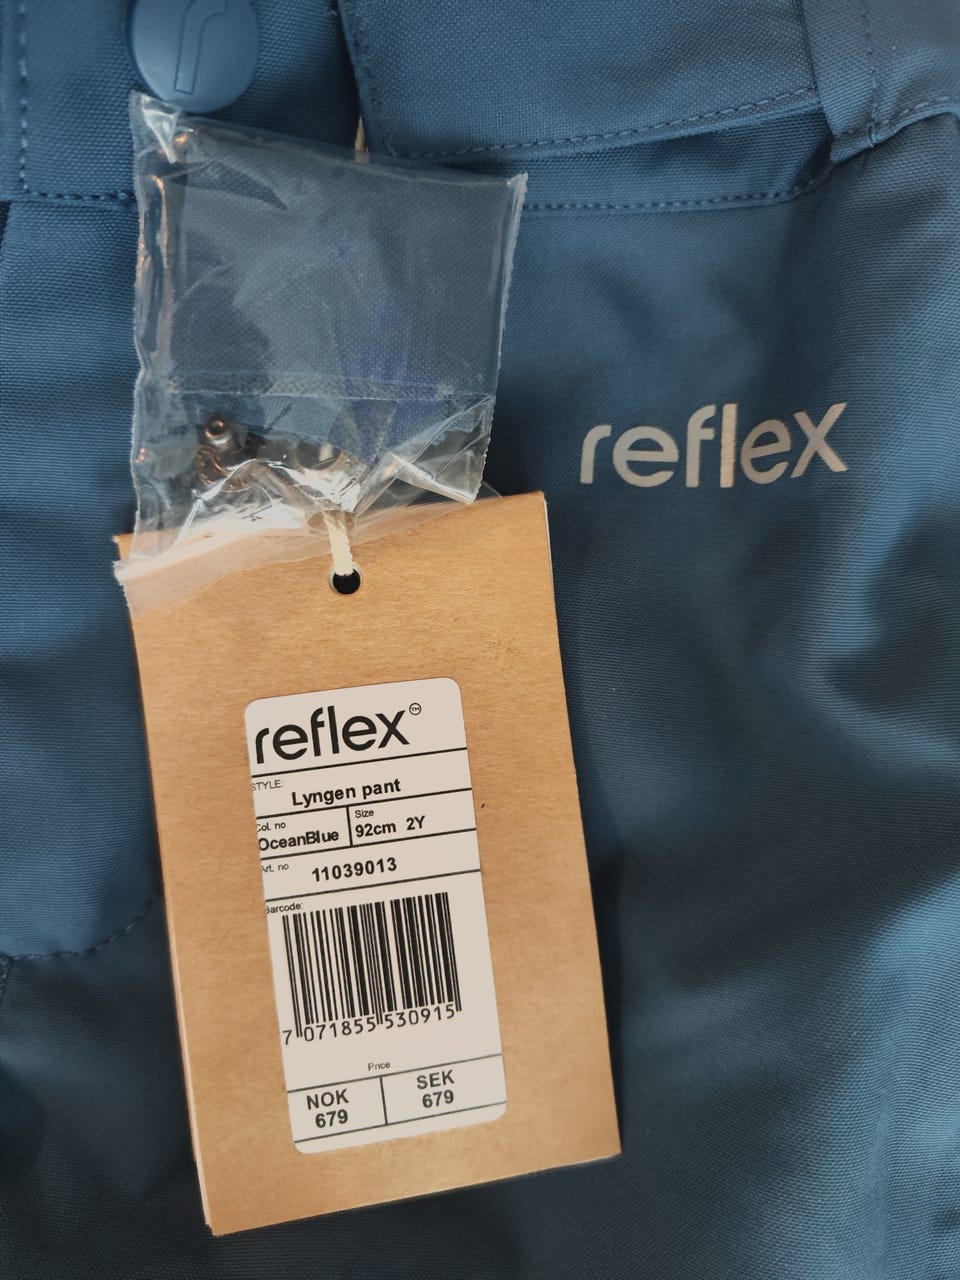 reflex
reflex™
STYLE:
Lyngen pant
Col. no
OceanBlue
Size
92cm 2Y
Art. no
11039013
Barcode:
7 071855 530915
Price
NOK
679
SEK
679